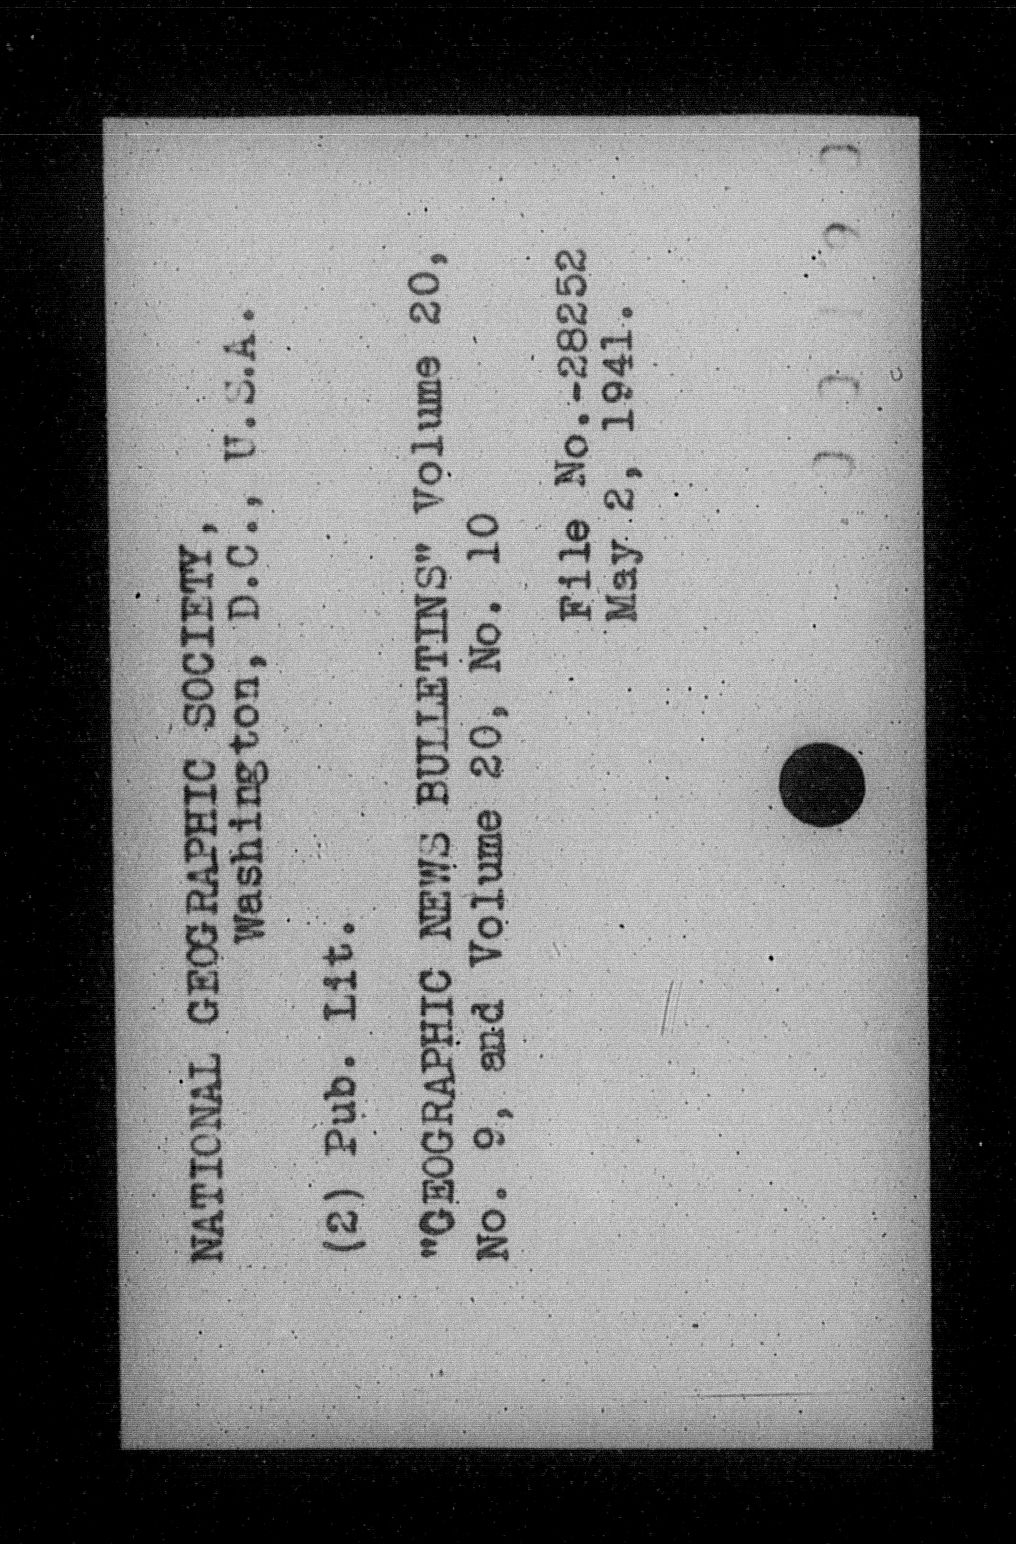 NATIONAL GEOGRAPHIC SOCIETY,
Washington, D.C., U.S.A.
(2) Pub. Lit.
"GEOGRAPHIC NEWS BULLETINS" Volume 20,
No. 9, and Volume 20, No. 10
File No.-28252
May 2, 1941.